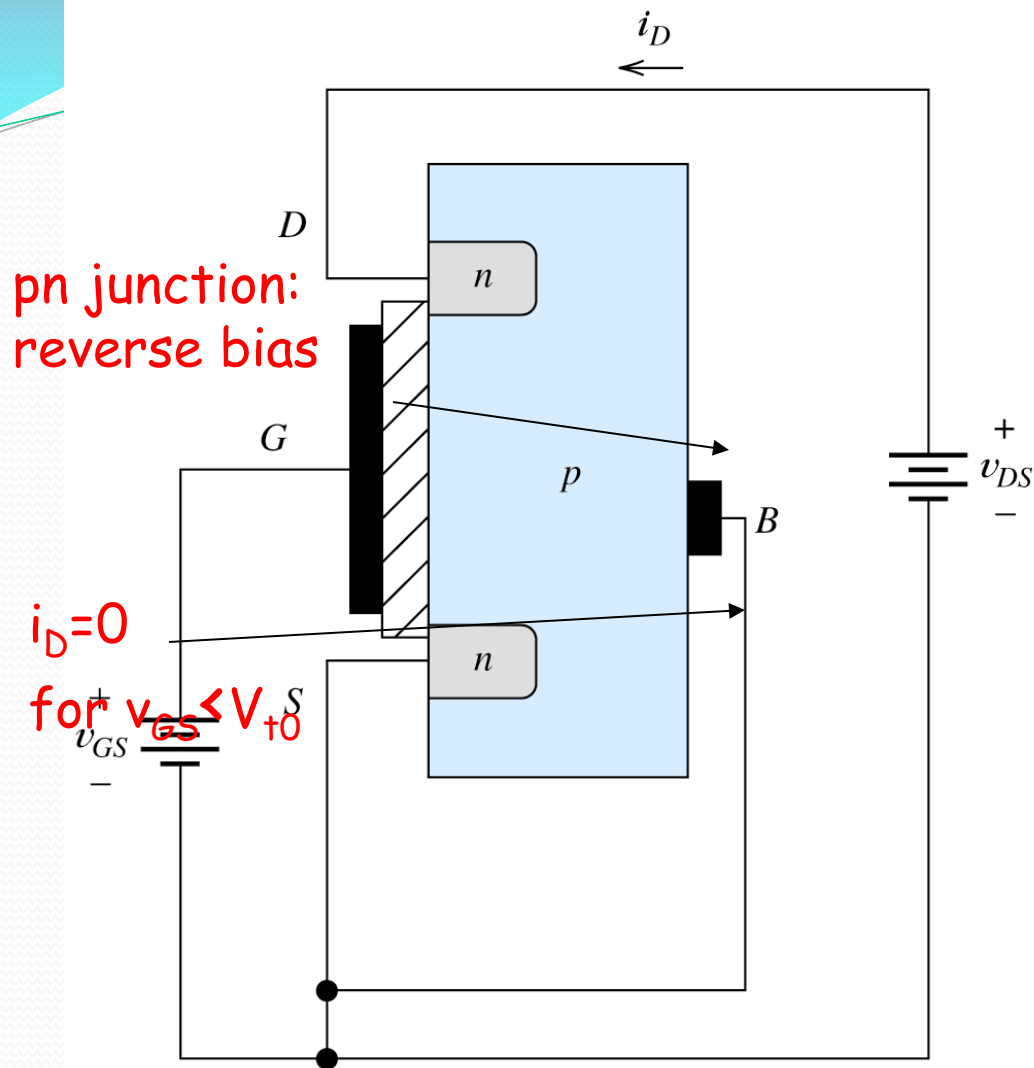 i_D
D
n
pn junction:
reverse bias
G
p
+
v_DS
−
B
i_D=0
n
for v_GS<V_t0
S
+
v_GS
−